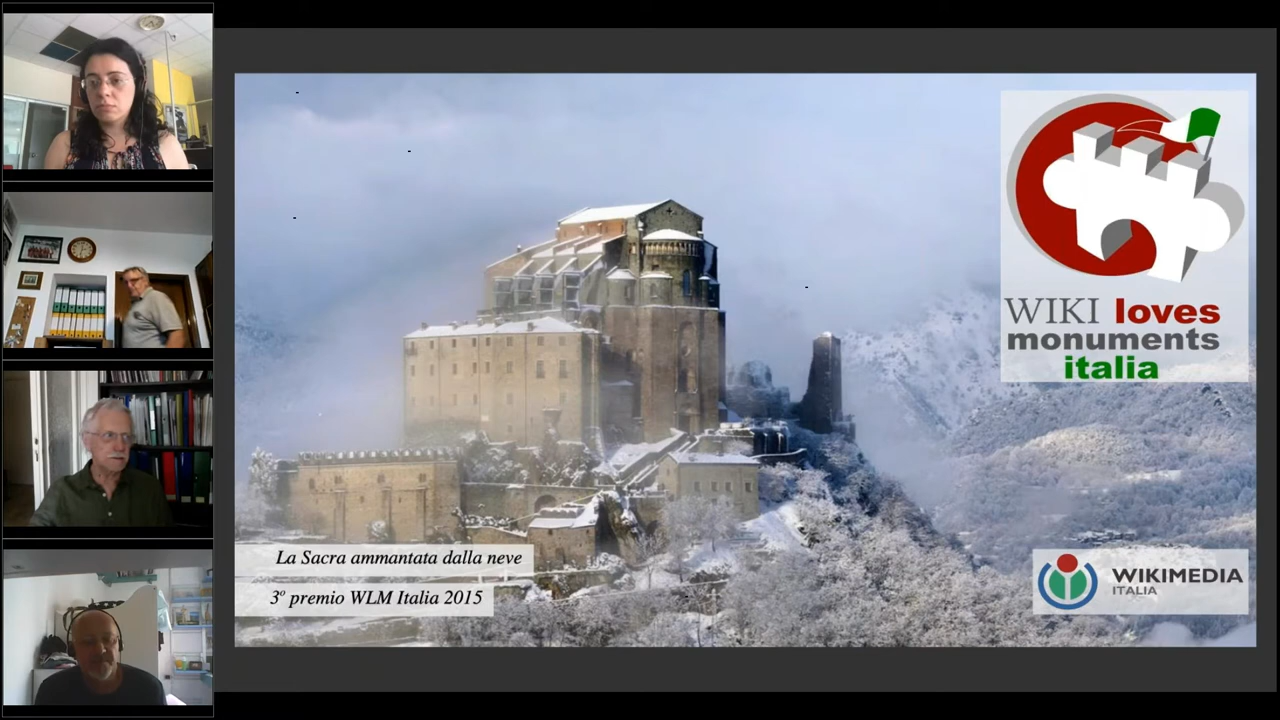 WIKI loves
monuments
italia
La Sacra ammantata dalla neve
3º premio WLM Italia 2015
WIKIMEDIA
ITALIA